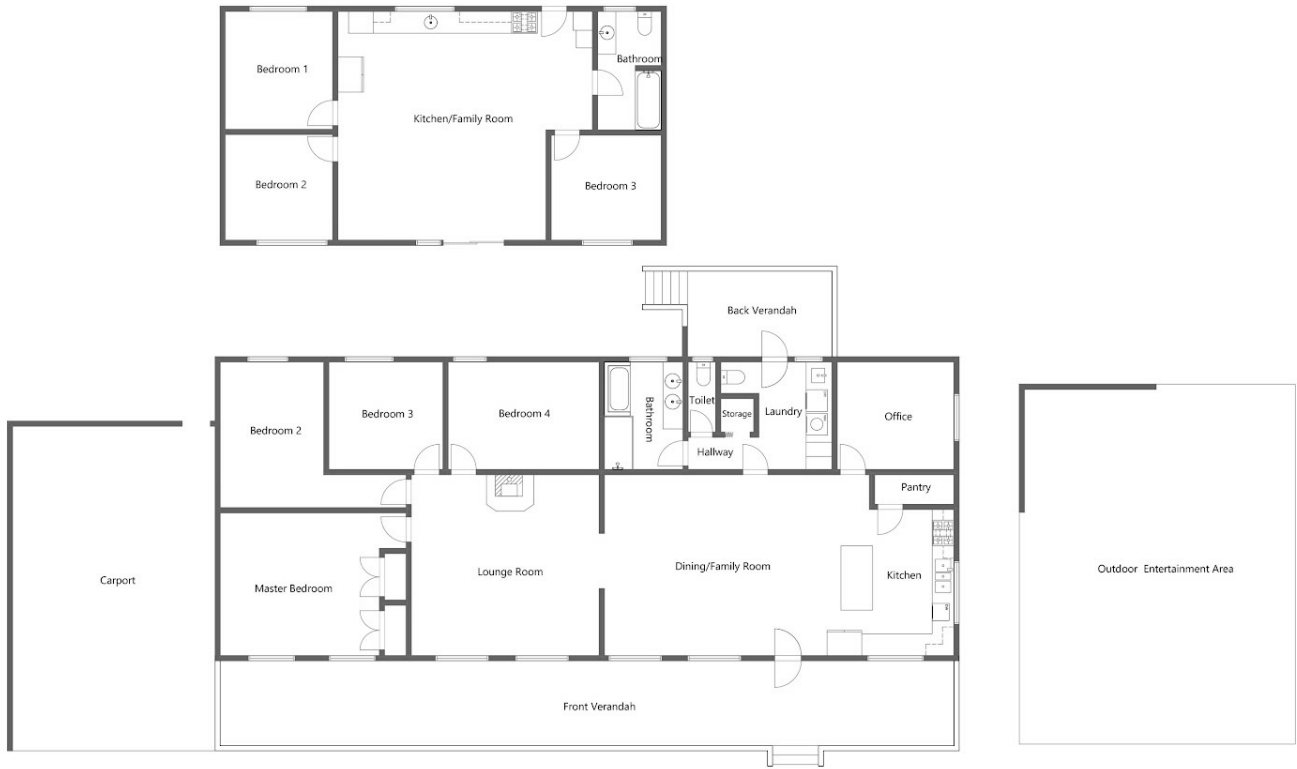 Bedroom 1
Bathroom
Kitchen/Family Room
Bedroom 2
Bedroom 3
Back Verandah
Bedroom 2
Bedroom 3
Bedroom 4
Bathroom
Toilet
Storage
Laundry
Office
Hallway
Pantry
Carport
Master Bedroom
Lounge Room
Dining/Family Room
Kitchen
Outdoor Entertainment Area
Front Verandah